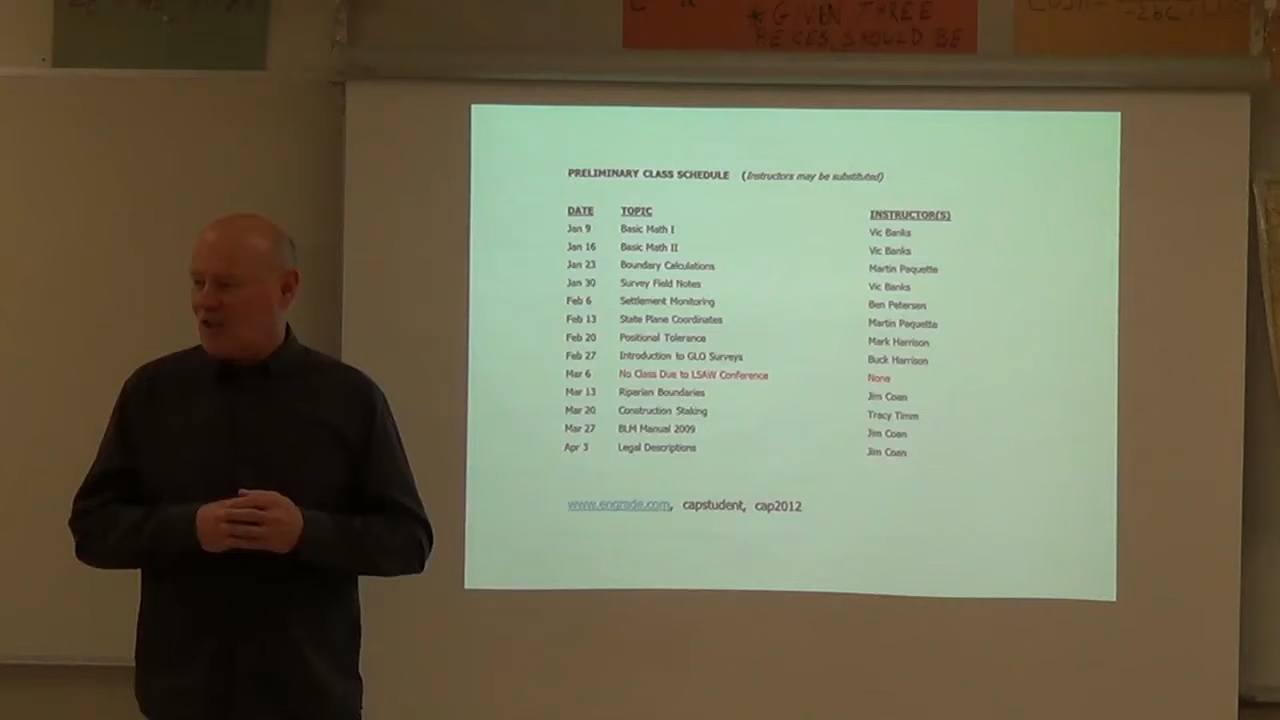 * GIVEN THREE
PECES, SHOULD BE
-2bc
PRELIMINARY CLASS SCHEDULE (Instructors may be substituted)
DATE TOPIC INSTRUCTOR(S)
Jan 9 Basic Math I Vic Banks
Jan 16 Basic Math II Vic Banks
Jan 23 Boundary Calculations Martin Paquette
Jan 30 Survey Field Notes Vic Banks
Feb 6 Settlement Monitoring Ben Petersen
Feb 13 State Plane Coordinates Martin Paquette
Feb 20 Positional Tolerance Mark Harrison
Feb 27 Introduction to GLO Surveys Buck Harrison
Mar 6 No Class Due to LSAW Conference None
Mar 13 Riparian Boundaries Jim Coan
Mar 20 Construction Staking Tracy Timm
Mar 27 BLM Manual 2009 Jim Coan
Apr 3 Legal Descriptions Jim Coan
www.engrade.com, capstudent, cap2012